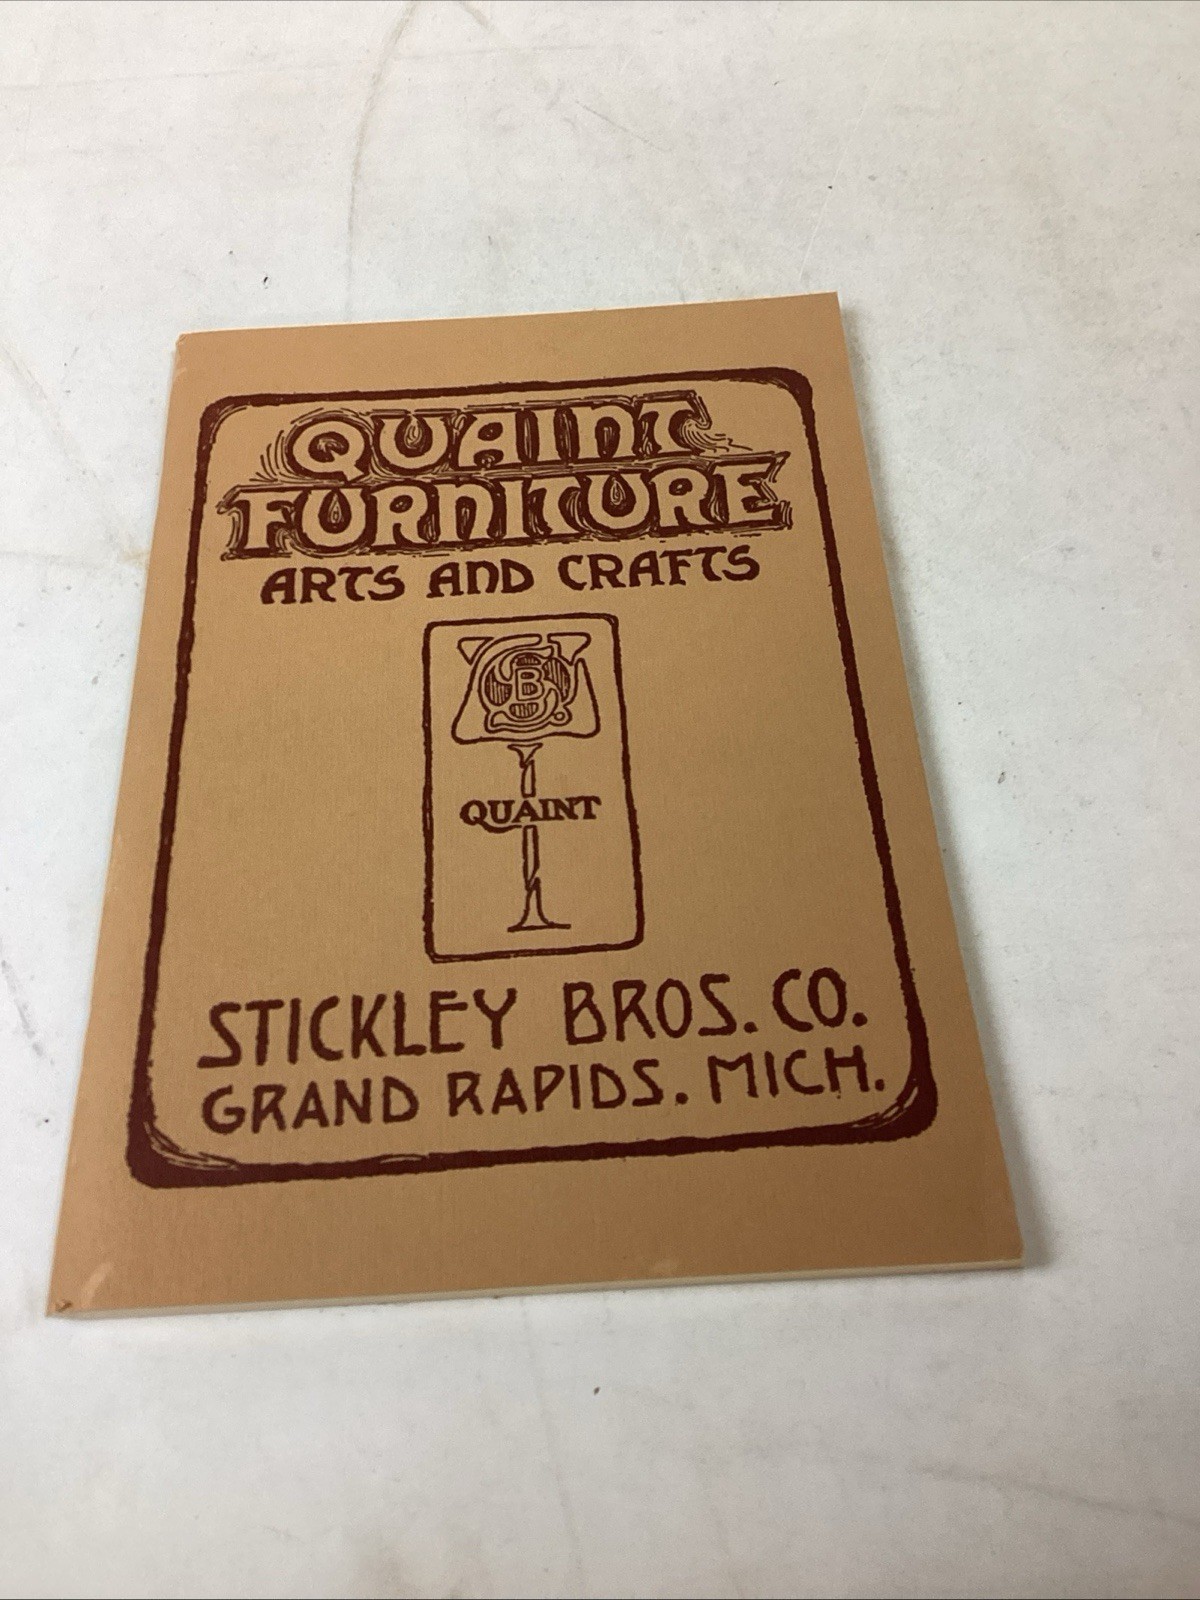 QUAINT
FURNITURE
ARTS AND CRAFTS
B
QUAINT
STICKLEY BROS. CO.
GRAND RAPIDS. MICH.